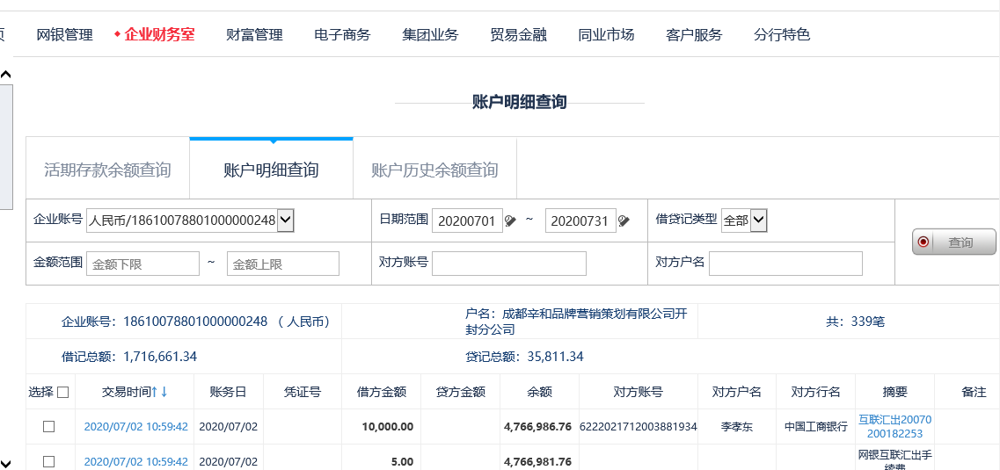 网银管理 企业财务室 财富管理 电子商务 集团业务 贸易金融 同业市场 客户服务 分行特色
账户明细查询
活期存款余额查询 账户明细查询 账户历史余额查询
企业账号 人民币/18610078801000000248 日期范围 20200701 ~ 20200731 借贷记类型 全部
查询
金额范围 金额下限 ~ 金额上限 对方账号 对方户名
企业账号：18610078801000000248 （ 人民币） 户名：成都辛和品牌营销策划有限公司开
封分公司
共：339笔
借记总额：1,716,661.34 贷记总额：35,811.34
选择 交易时间↑↓ 账务日 凭证号 借方金额 贷方金额 余额 对方账号 对方户名 对方行名 摘要 备注
2020/07/02 10:59:42 2020/07/02 10,000.00 4,766,986.76 6222021712003881934 李孝东 中国工商银行 互联汇出20070
200182253
2020/07/02 10:59:42 2020/07/02 5.00 4,766,981.76 网银互联汇出手
续费